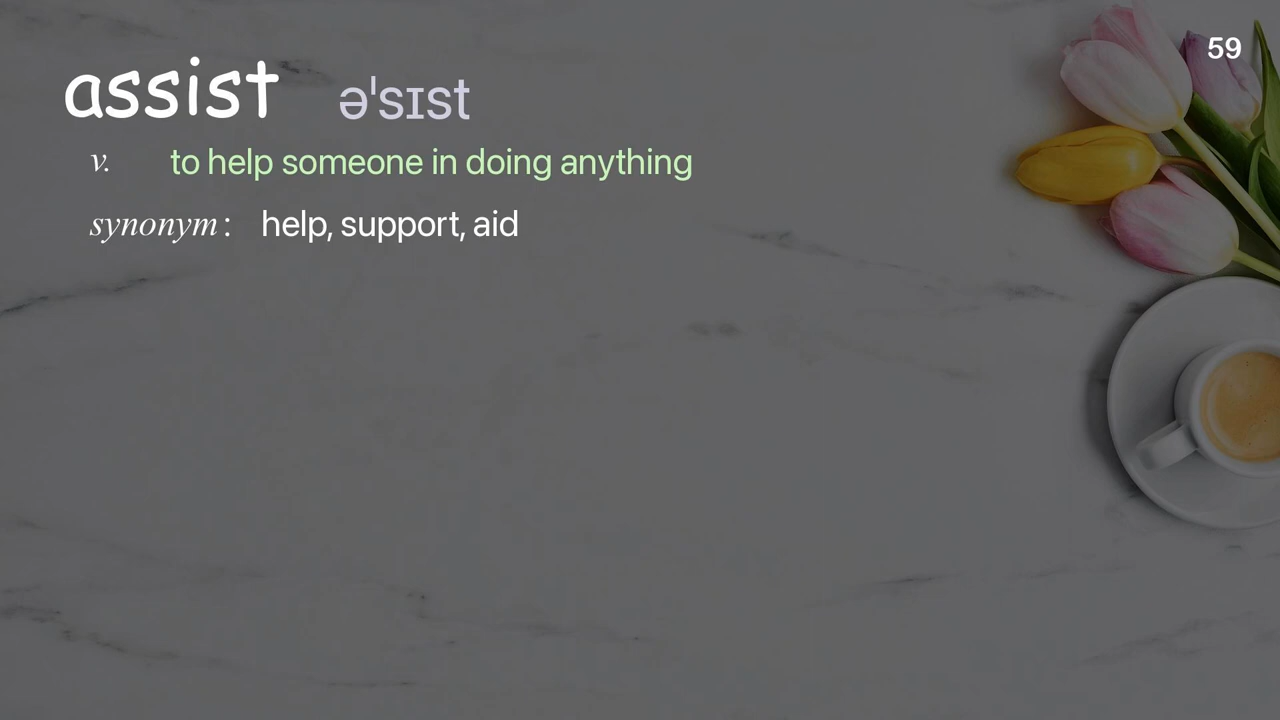 59
assist əˈsɪst
v. to help someone in doing anything
synonym: help, support, aid